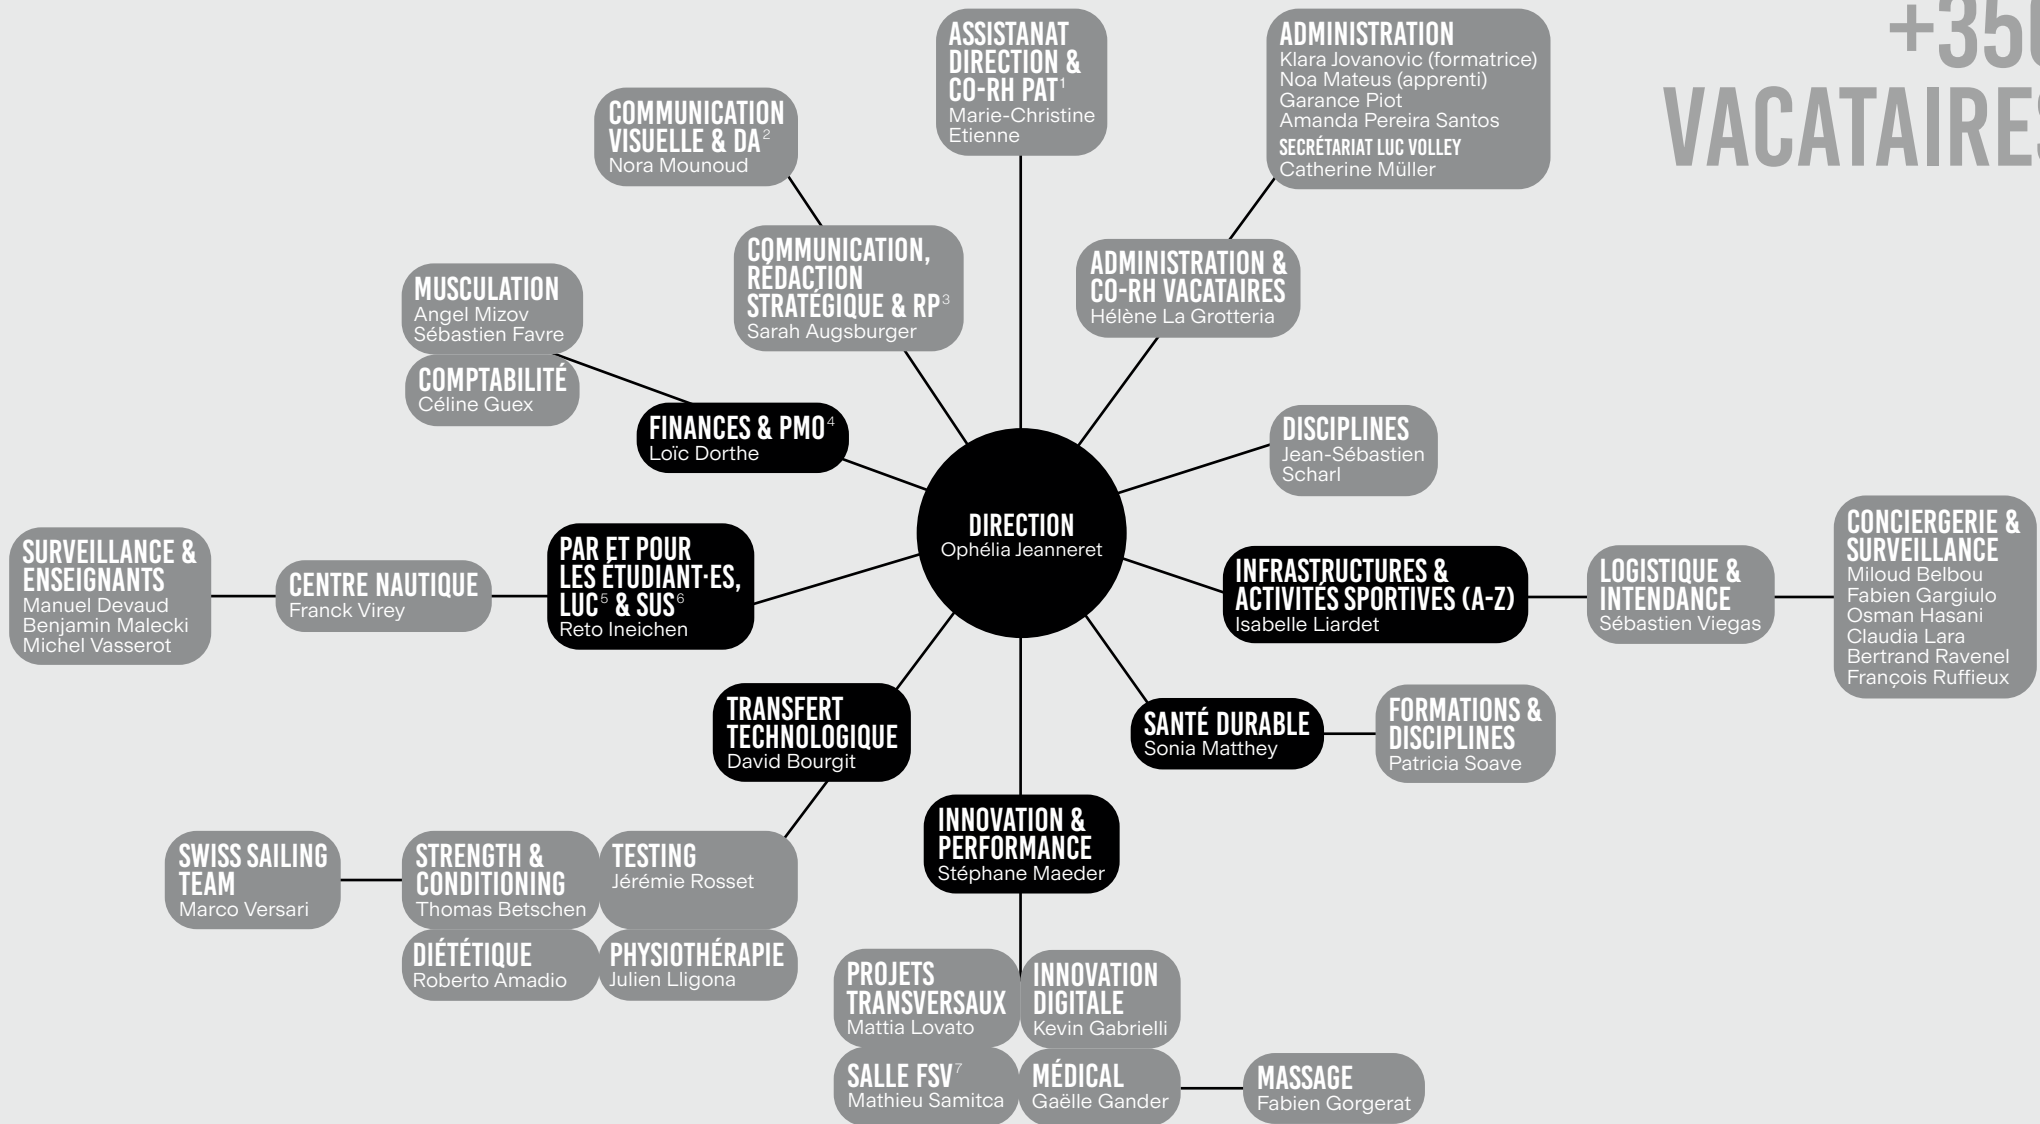 +350
VACATAIRES
ASSISTANAT
DIRECTION &
CO-RH PAT¹
Marie-Christine
Etienne
ADMINISTRATION
Klara Jovanovic (formatrice)
Noa Mateus (apprenti)
Garance Piot
Amanda Pereira Santos
SECRÉTARIAT LUC VOLLEY
Catherine Müller
COMMUNICATION
VISUELLE & DA²
Nora Mounoud
COMMUNICATION,
RÉDACTION
STRATÉGIQUE & RP³
Sarah Augsburger
ADMINISTRATION &
CO-RH VACATAIRES
Hélène La Grotteria
MUSCULATION
Angel Mizov
Sébastien Favre
COMPTABILITÉ
Céline Guex
FINANCES & PMO⁴
Loïc Dorthe
DISCIPLINES
Jean-Sébastien
Scharl
DIRECTION
Ophélia Jeanneret
SURVEILLANCE &
ENSEIGNANTS
Manuel Devaud
Benjamin Malecki
Michel Vasserot
CENTRE NAUTIQUE
Franck Virey
PAR ET POUR
LES ÉTUDIANT·ES,
LUC⁵ & SUS⁶
Reto Ineichen
INFRASTRUCTURES &
ACTIVITÉS SPORTIVES (A-Z)
Isabelle Liardet
LOGISTIQUE &
INTENDANCE
Sébastien Viegas
CONCIERGERIE &
SURVEILLANCE
Miloud Belbou
Fabien Gargiulo
Osman Hasani
Claudia Lara
Bertrand Ravenel
François Ruffieux
TRANSFERT
TECHNOLOGIQUE
David Bourgit
SANTÉ DURABLE
Sonia Matthey
FORMATIONS &
DISCIPLINES
Patricia Soave
INNOVATION &
PERFORMANCE
Stéphane Maeder
SWISS SAILING
TEAM
Marco Versari
STRENGTH &
CONDITIONING
Thomas Betschen
TESTING
Jérémie Rosset
DIÉTÉTIQUE
Roberto Amadio
PHYSIOTHÉRAPIE
Julien Lligona
PROJETS
TRANSVERSAUX
Mattia Lovato
INNOVATION
DIGITALE
Kevin Gabrielli
SALLE FSV⁷
Mathieu Samitca
MÉDICAL
Gaëlle Gander
MASSAGE
Fabien Gorgerat